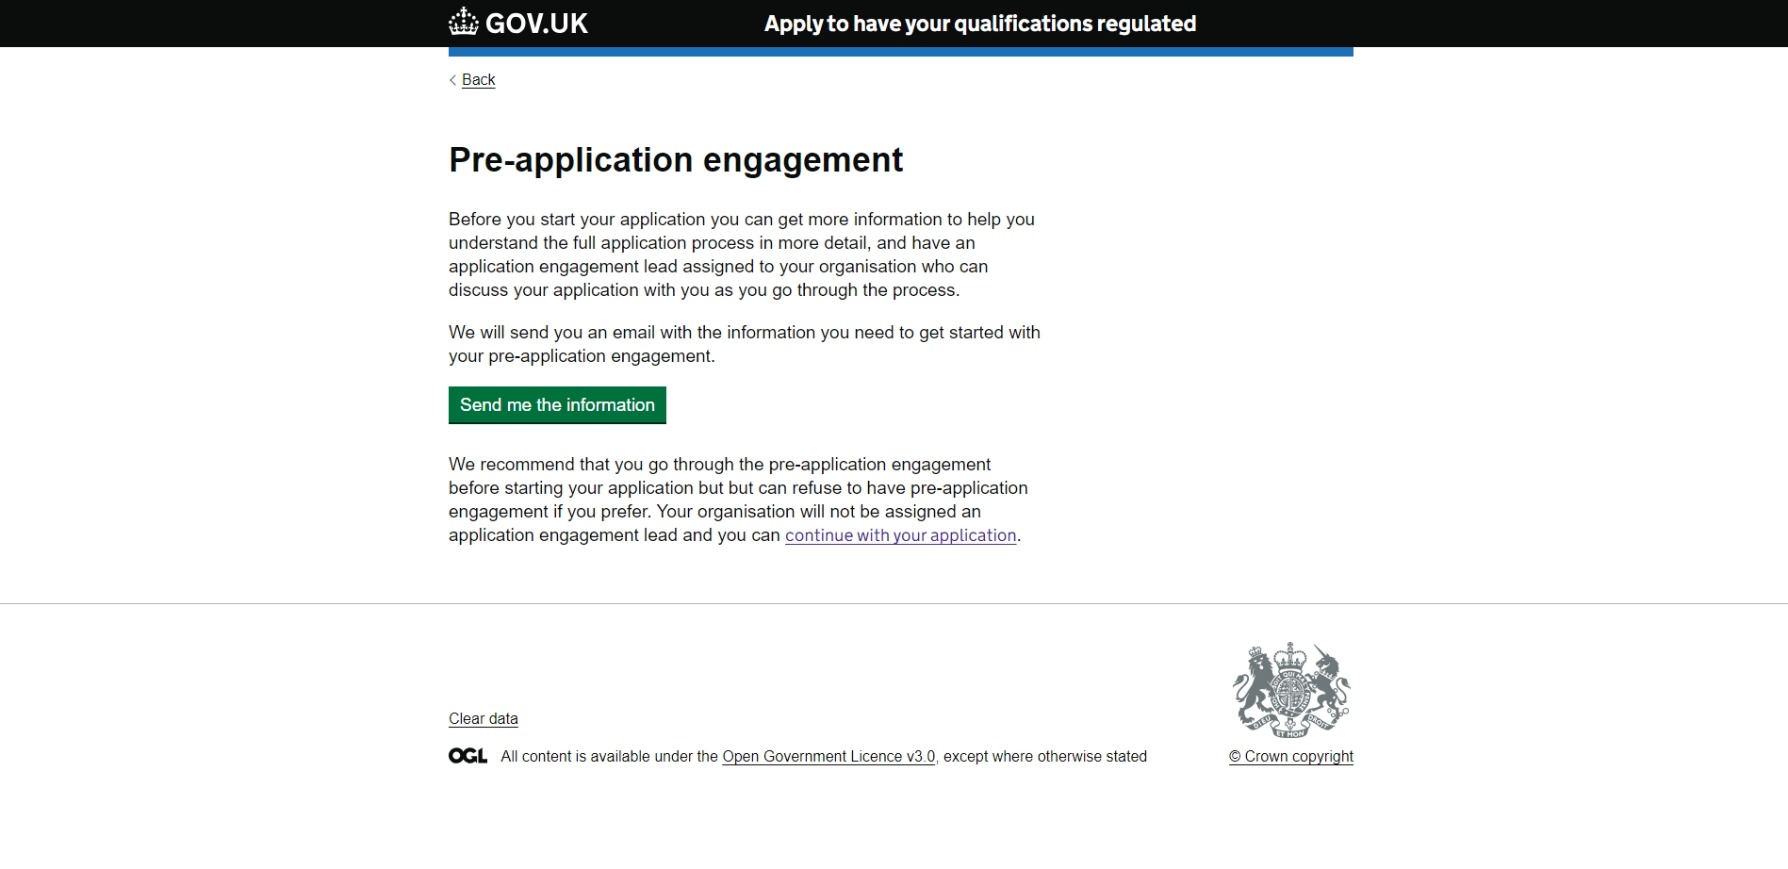 GOV.UK
Apply to have your qualifications regulated
Back
Pre-application engagement
Before you start your application you can get more information to help you
understand the full application process in more detail, and have an
application engagement lead assigned to your organisation who can
discuss your application with you as you go through the process.
We will send you an email with the information you need to get started with
your pre-application engagement.
Send me the information
We recommend that you go through the pre-application engagement
before starting your application but but can refuse to have pre-application
engagement if you prefer. Your organisation will not be assigned an
application engagement lead and you can continue with your application.
Clear data
OGL All content is available under the Open Government Licence v3.0, except where otherwise stated
DIEU ET MON DROIT
© Crown copyright